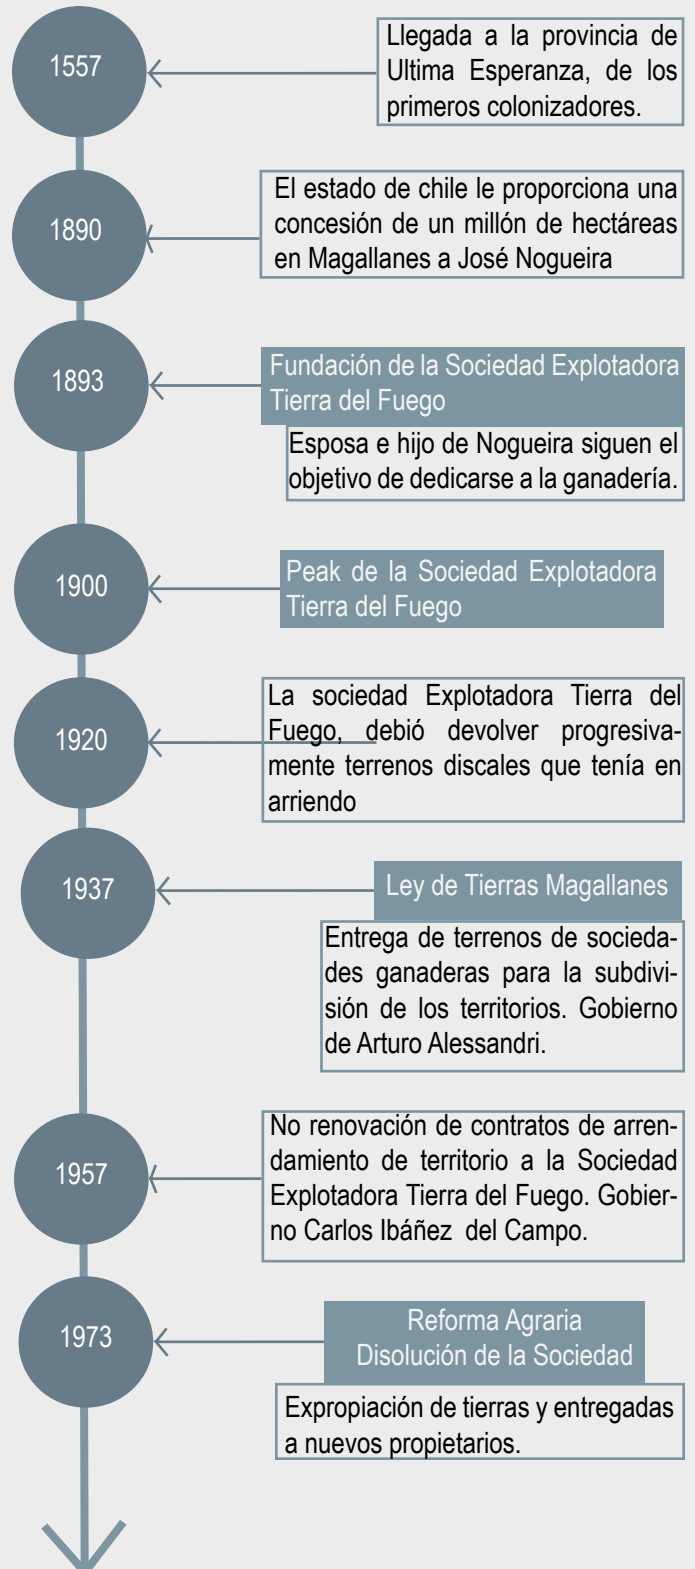 1557
Llegada a la provincia de
Ultima Esperanza, de los
primeros colonizadores.
1890
El estado de chile le proporciona una
concesión de un millón de hectáreas
en Magallanes a José Nogueira
1893
Fundación de la Sociedad Explotadora
Tierra del Fuego
Esposa e hijo de Nogueira siguen el
objetivo de dedicarse a la ganadería.
1900
Peak de la Sociedad Explotadora
Tierra del Fuego
1920
La sociedad Explotadora Tierra del
Fuego, debió devolver progresiva-
mente terrenos discales que tenía en
arriendo
1937
Ley de Tierras Magallanes
Entrega de terrenos de socieda-
des ganaderas para la subdivi-
sión de los territorios. Gobierno
de Arturo Alessandri.
1957
No renovación de contratos de arren-
damiento de territorio a la Sociedad
Explotadora Tierra del Fuego. Gobier-
no Carlos Ibáñez del Campo.
1973
Reforma Agraria
Disolución de la Sociedad
Expropiación de tierras y entregadas
a nuevos propietarios.